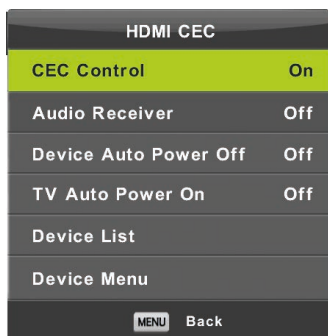 HDMI CEC
CEC Control On
Audio Receiver Off
Device Auto Power Off Off
TV Auto Power On Off
Device List
Device Menu
MENU Back